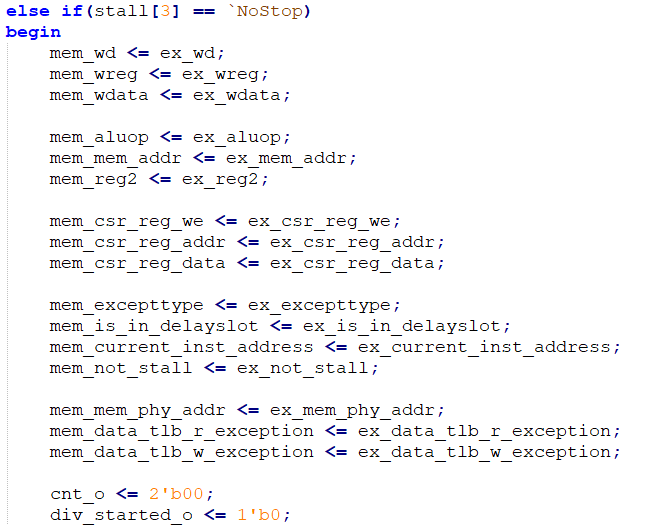 else if(stall[3] == `NoStop)
begin
mem_wd <= ex_wd;
mem_wreg <= ex_wreg;
mem_wdata <= ex_wdata;
mem_aluop <= ex_aluop;
mem_mem_addr <= ex_mem_addr;
mem_reg2 <= ex_reg2;
mem_csr_reg_we <= ex_csr_reg_we;
mem_csr_reg_addr <= ex_csr_reg_addr;
mem_csr_reg_data <= ex_csr_reg_data;
mem_excepttype <= ex_excepttype;
mem_is_in_delayslot <= ex_is_in_delayslot;
mem_current_inst_address <= ex_current_inst_address;
mem_not_stall <= ex_not_stall;
mem_mem_phy_addr <= ex_mem_phy_addr;
mem_data_tlb_r_exception <= ex_data_tlb_r_exception;
mem_data_tlb_w_exception <= ex_data_tlb_w_exception;
cnt_o <= 2'b00;
div_started_o <= 1'b0;